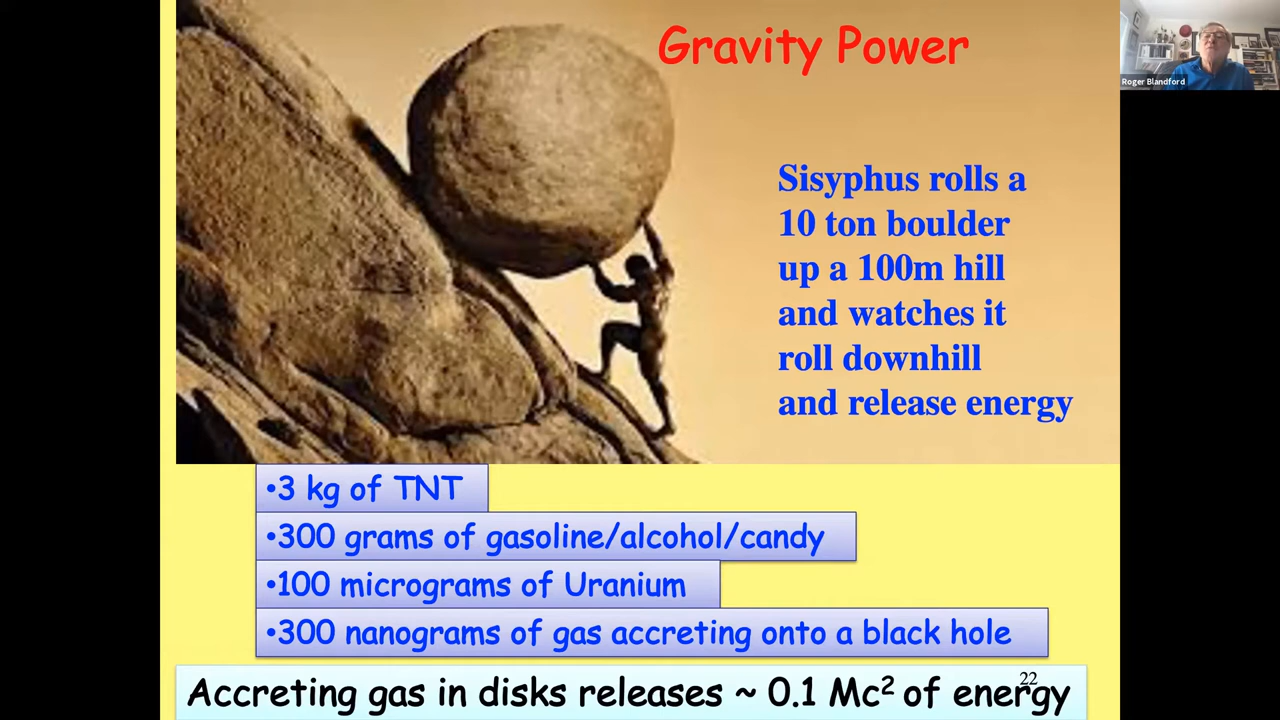 Gravity Power
Roger Blandford
Sisyphus rolls a
10 ton boulder
up a 100m hill
and watches it
roll downhill
and release energy
•3 kg of TNT
•300 grams of gasoline/alcohol/candy
•100 micrograms of Uranium
•300 nanograms of gas accreting onto a black hole
Accreting gas in disks releases ~ 0.1 Mc² of energy
22